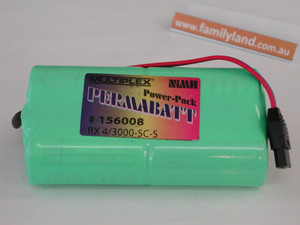 www.familyland.com.au
MULTIPLEX NiMH
Power-Pack
PERMABATT
# 156008
RX 4/3000-SC-S